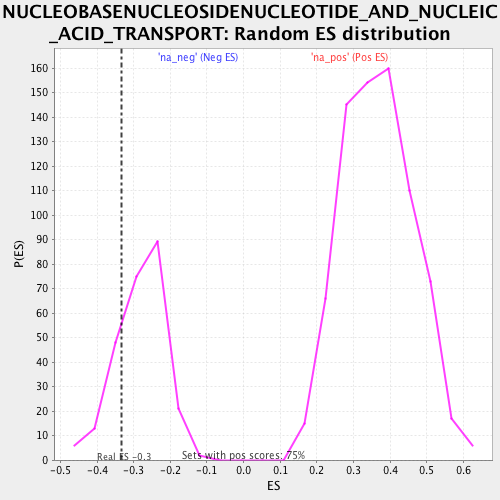 NUCLEOBASENUCLEOSIDENUCLEOTIDE_AND_NUCLEIC
_ACID_TRANSPORT: Random ES distribution
'na_neg' (Neg ES)
'na_pos' (Pos ES)
160
150
140
130
120
110
100
90
80
70
60
50
40
30
20
10
0
P(ES)
Real ES -0.3
Sets with pos scores: 75%
-0.5 -0.4 -0.3 -0.2 -0.1 0.0 0.1 0.2 0.3 0.4 0.5 0.6
ES